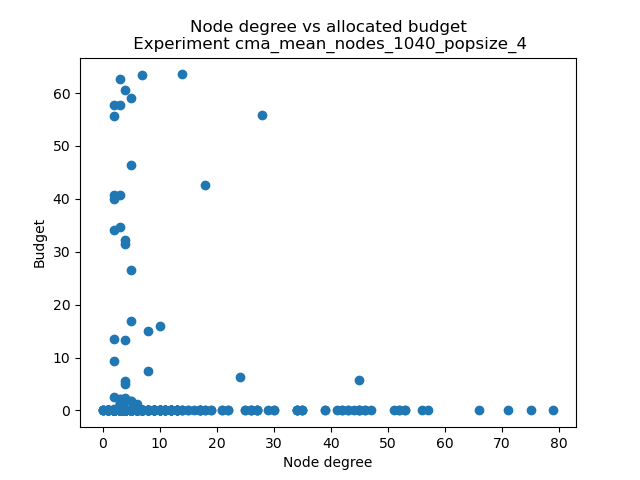 Node degree vs allocated budget
Experiment cma_mean_nodes_1040_popsize_4
60
50
40
30
20
10
0
Budget
0 10 20 30 40 50 60 70 80
Node degree